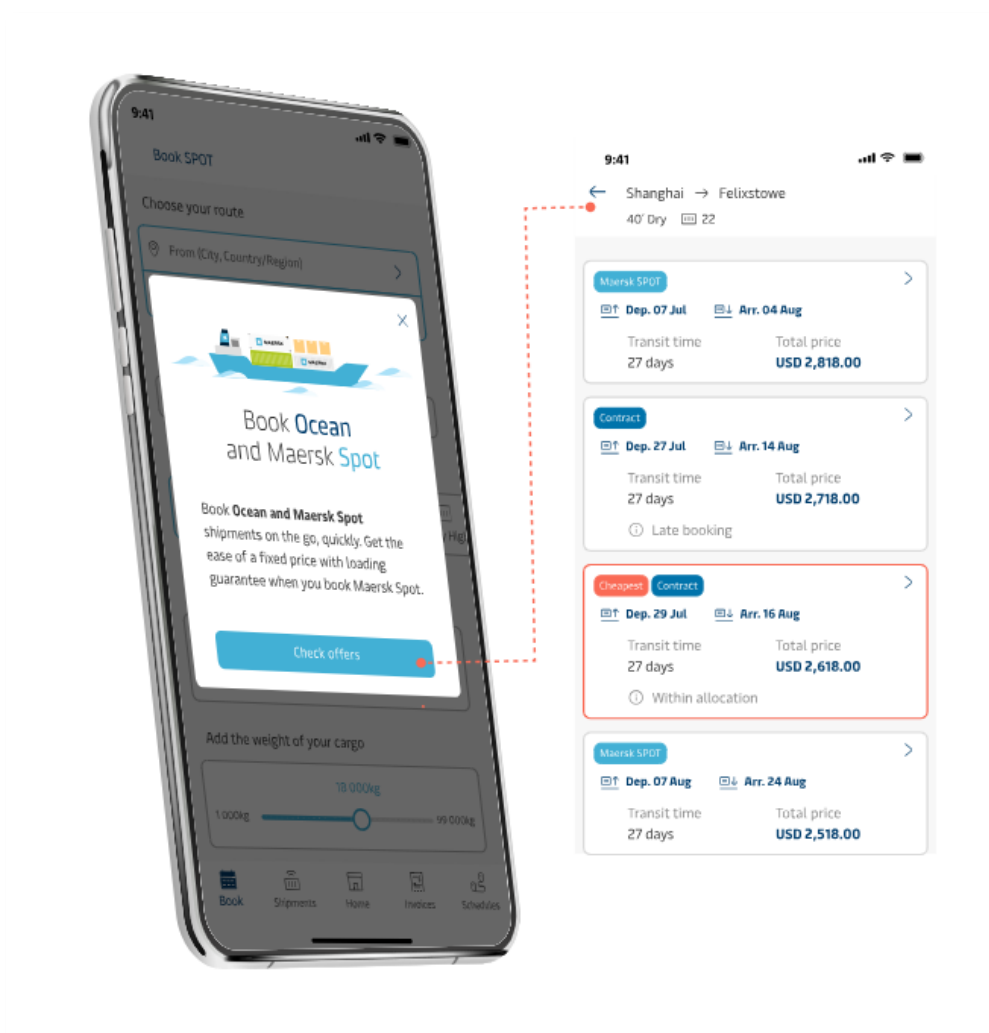 9:41
Book SPOT
Choose your route
From (City, Country/Region)
MAERSK
MAERSK
Book Ocean
and Maersk Spot
Book Ocean and Maersk Spot
shipments on the go, quickly. Get the
ease of a fixed price with loading
guarantee when you book Maersk Spot.
Check offers
Add the weight of your cargo
18 000kg
1 000kg
99 000kg
Book
Shipments
Home
Invoices
Schedules
9:41
Shanghai → Felixstowe
40' Dry 22
Maersk SPOT
Dep. 07 Jul Arr. 04 Aug
Transit time Total price
27 days USD 2,818.00
Contract
Dep. 27 Jul Arr. 14 Aug
Transit time Total price
27 days USD 2,718.00
Late booking
Cheapest Contract
Dep. 29 Jul Arr. 16 Aug
Transit time Total price
27 days USD 2,618.00
Within allocation
Maersk SPOT
Dep. 07 Aug Arr. 24 Aug
Transit time Total price
27 days USD 2,518.00